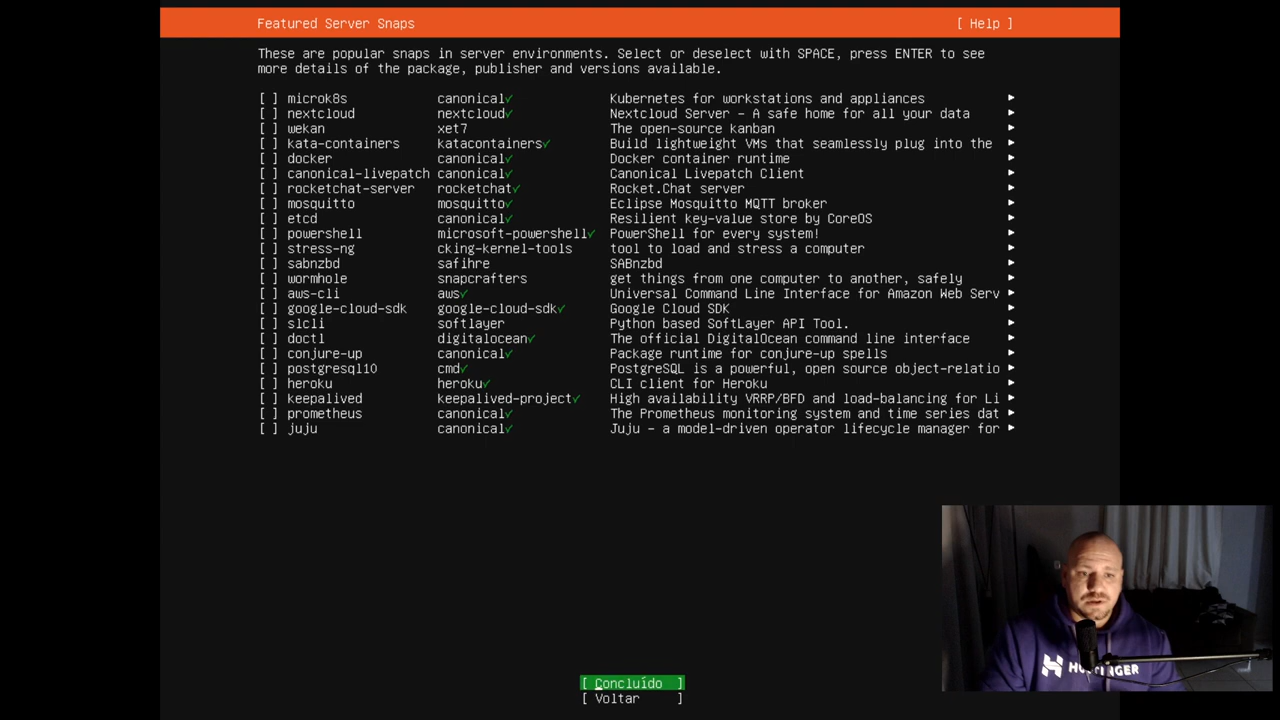 Featured Server Snaps [ Help ]
These are popular snaps in server environments. Select or deselect with SPACE, press ENTER to see
more details of the package, publisher and versions available.
[ ] microk8s canonical✓ Kubernetes for workstations and appliances ▶
[ ] nextcloud nextcloud✓ Nextcloud Server - A safe home for all your data ▶
[ ] wekan xet7 The open-source kanban ▶
[ ] kata-containers katacontainers✓ Build lightweight VMs that seamlessly plug into the ▶
[ ] docker canonical✓ Docker container runtime ▶
[ ] canonical-livepatch canonical✓ Canonical Livepatch Client ▶
[ ] rocketchat-server rocketchat✓ Rocket.Chat server ▶
[ ] mosquitto mosquitto✓ Eclipse Mosquitto MQTT broker ▶
[ ] etcd canonical✓ Resilient key-value store by CoreOS ▶
[ ] powershell microsoft-powershell✓ PowerShell for every system! ▶
[ ] stress-ng cking-kernel-tools tool to load and stress a computer ▶
[ ] sabnzbd safihre SABnzbd ▶
[ ] wormhole snapcrafters get things from one computer to another, safely ▶
[ ] aws-cli aws✓ Universal Command Line Interface for Amazon Web Serv ▶
[ ] google-cloud-sdk google-cloud-sdk✓ Google Cloud SDK ▶
[ ] slcli softlayer Python based SoftLayer API Tool. ▶
[ ] doctl digitalocean✓ The official DigitalOcean command line interface ▶
[ ] conjure-up canonical✓ Package runtime for conjure-up spells ▶
[ ] postgresql10 cmd✓ PostgreSQL is a powerful, open source object-relatio ▶
[ ] heroku heroku✓ CLI client for Heroku ▶
[ ] keepalived keepalived-project✓ High availability VRRP/BFD and load-balancing for Li ▶
[ ] prometheus canonical✓ The Prometheus monitoring system and time series dat ▶
[ ] juju canonical✓ Juju - a model-driven operator lifecycle manager for ▶
[ Concluído ]
[ Voltar ]